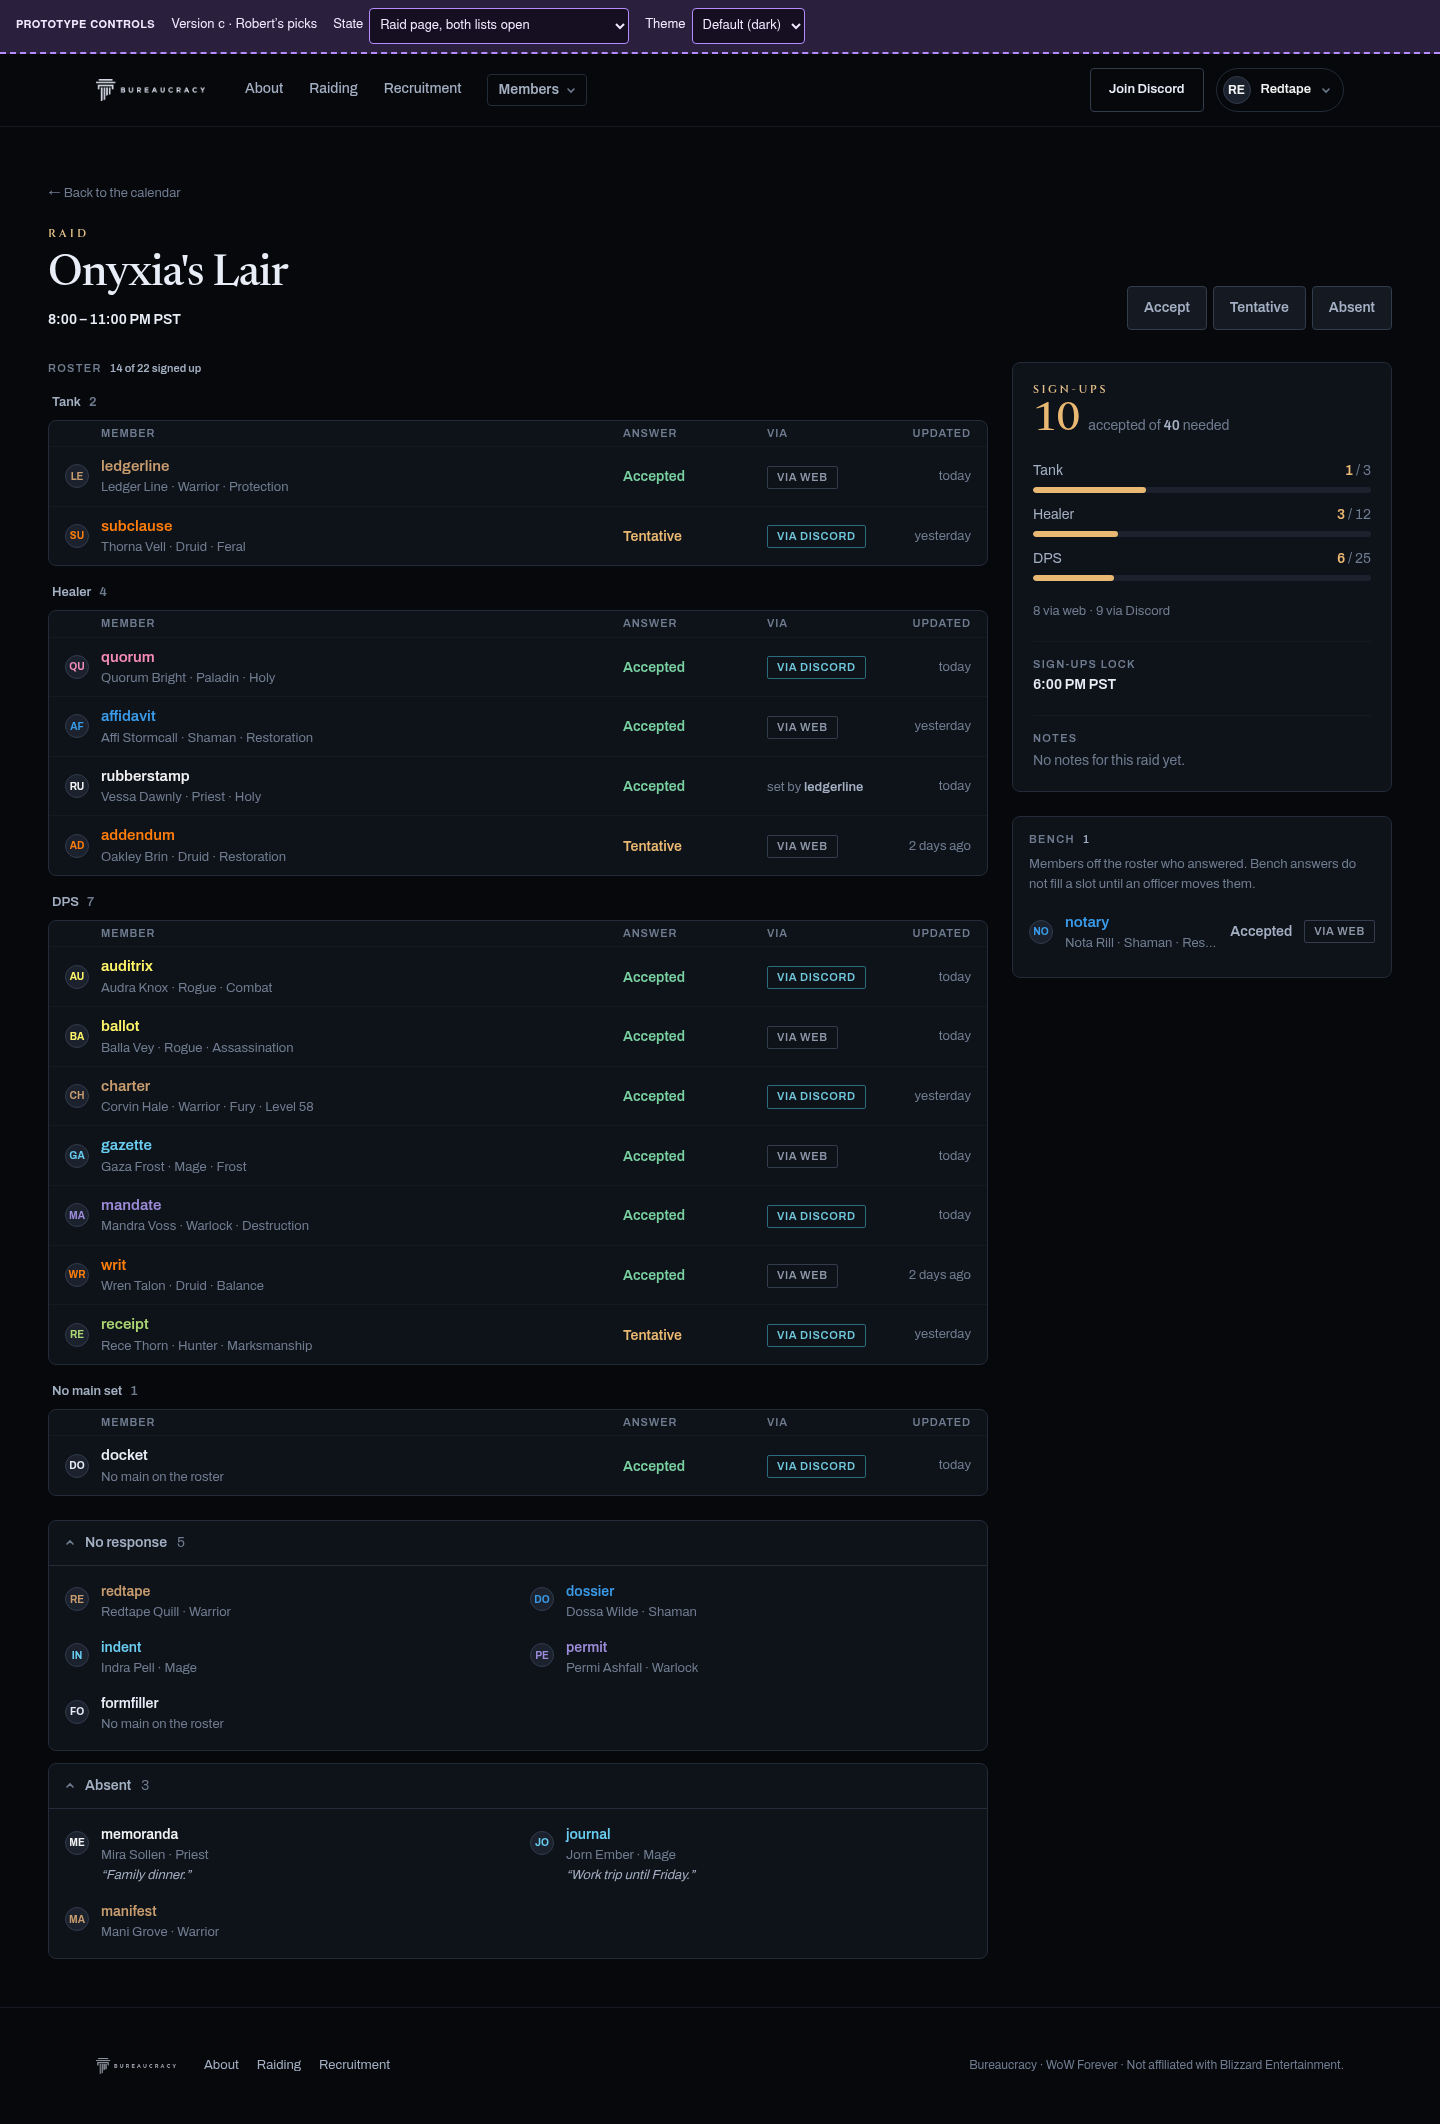 PROTOTYPE CONTROLS Version c · Robert's picks State Raid page, both lists open Theme Default (dark)
BUREAUCRACY About Raiding Recruitment Members Join Discord RE Redtape
← Back to the calendar
RAID
Onyxia's Lair
8:00 – 11:00 PM PST
Accept Tentative Absent
ROSTER 14 of 22 signed up
Tank 2
MEMBER ANSWER VIA UPDATED
LE ledgerline Accepted VIA WEB today
Ledger Line · Warrior · Protection
SU subclause Tentative VIA DISCORD yesterday
Thorna Vell · Druid · Feral
Healer 4
MEMBER ANSWER VIA UPDATED
QU quorum Accepted VIA DISCORD today
Quorum Bright · Paladin · Holy
AF affidavit Accepted VIA WEB yesterday
Affi Stormcall · Shaman · Restoration
RU rubberstamp Accepted set by ledgerline today
Vessa Dawnly · Priest · Holy
AD addendum Tentative VIA WEB 2 days ago
Oakley Brin · Druid · Restoration
DPS 7
MEMBER ANSWER VIA UPDATED
AU auditrix Accepted VIA DISCORD today
Audra Knox · Rogue · Combat
BA ballot Accepted VIA WEB today
Balla Vey · Rogue · Assassination
CH charter Accepted VIA DISCORD yesterday
Corvin Hale · Warrior · Fury · Level 58
GA gazette Accepted VIA WEB today
Gaza Frost · Mage · Frost
MA mandate Accepted VIA DISCORD today
Mandra Voss · Warlock · Destruction
WR writ Accepted VIA WEB 2 days ago
Wren Talon · Druid · Balance
RE receipt Tentative VIA DISCORD yesterday
Rece Thorn · Hunter · Marksmanship
No main set 1
MEMBER ANSWER VIA UPDATED
DO docket Accepted VIA DISCORD today
No main on the roster
No response 5
RE redtape
Redtape Quill · Warrior
DO dossier
Dossa Wilde · Shaman
IN indent
Indra Pell · Mage
PE permit
Permi Ashfall · Warlock
FO formfiller
No main on the roster
Absent 3
ME memoranda
Mira Sollen · Priest
“Family dinner.”
JO journal
Jorn Ember · Mage
“Work trip until Friday.”
MA manifest
Mani Grove · Warrior
SIGN-UPS
10 accepted of 40 needed
Tank 1 / 3
Healer 3 / 12
DPS 6 / 25
8 via web · 9 via Discord
SIGN-UPS LOCK
6:00 PM PST
NOTES
No notes for this raid yet.
BENCH 1
Members off the roster who answered. Bench answers do
not fill a slot until an officer moves them.
NO notary Accepted VIA WEB
Nota Rill · Shaman · Res...
BUREAUCRACY About Raiding Recruitment
Bureaucracy · WoW Forever · Not affiliated with Blizzard Entertainment.